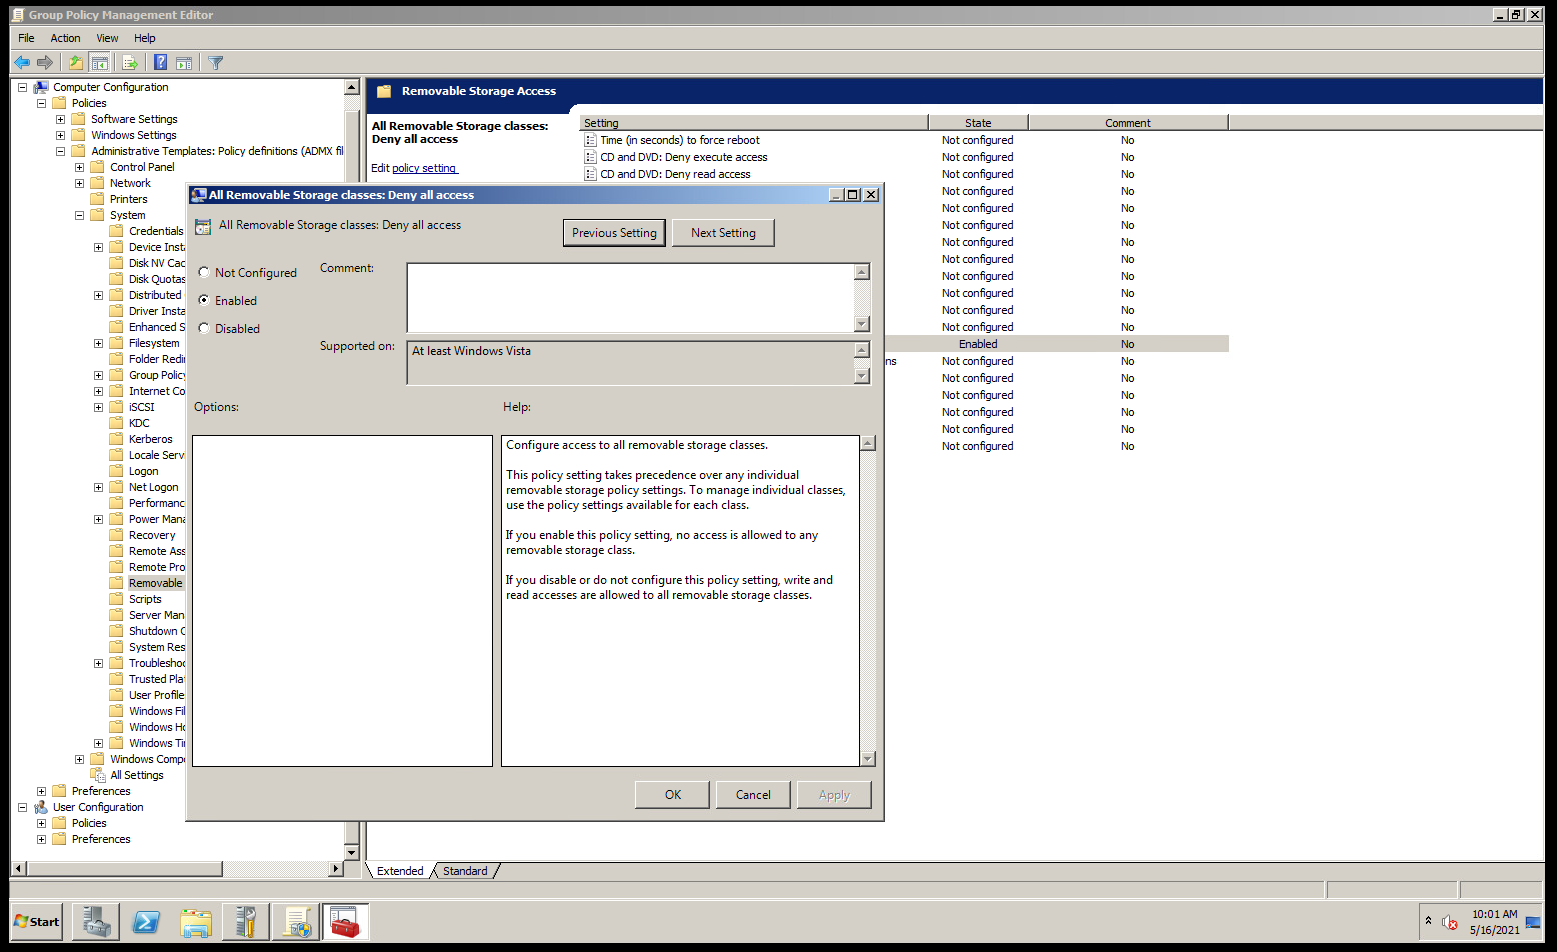 Group Policy Management Editor
File Action View Help
Computer Configuration
Policies
Software Settings
Windows Settings
Administrative Templates: Policy definitions (ADMX fil
Control Panel
Network
Printers
System
Credentials
Device Insta
Disk NV Cac
Disk Quotas
Distributed
Driver Insta
Enhanced S
Filesystem
Folder Redir
Group Policy
Internet Co
iSCSI
KDC
Kerberos
Locale Serv
Logon
Net Logon
Performanc
Power Mana
Recovery
Remote Ass
Remote Pro
Removable
Scripts
Server Man
Shutdown O
System Res
Troubleshoo
Trusted Plat
User Profile
Windows Fil
Windows Ho
Windows Tim
Windows Compo
All Settings
Preferences
User Configuration
Policies
Preferences
Removable Storage Access
All Removable Storage classes:
Deny all access
Edit policy setting
Setting State Comment
Time (in seconds) to force reboot Not configured No
CD and DVD: Deny execute access Not configured No
CD and DVD: Deny read access Not configured No
Not configured No
Not configured No
Not configured No
Not configured No
Not configured No
Not configured No
Not configured No
Not configured No
Not configured No
Enabled No
ns Not configured No
Not configured No
Not configured No
Not configured No
Not configured No
Not configured No
All Removable Storage classes: Deny all access
All Removable Storage classes: Deny all access
Previous Setting Next Setting
Not Configured
Enabled
Disabled
Comment:
Supported on:
At least Windows Vista
Options:
Help:
Configure access to all removable storage classes.
This policy setting takes precedence over any individual
removable storage policy settings. To manage individual classes,
use the policy settings available for each class.
If you enable this policy setting, no access is allowed to any
removable storage class.
If you disable or do not configure this policy setting, write and
read accesses are allowed to all removable storage classes.
OK Cancel Apply
Extended Standard
Start
10:01 AM
5/16/2021